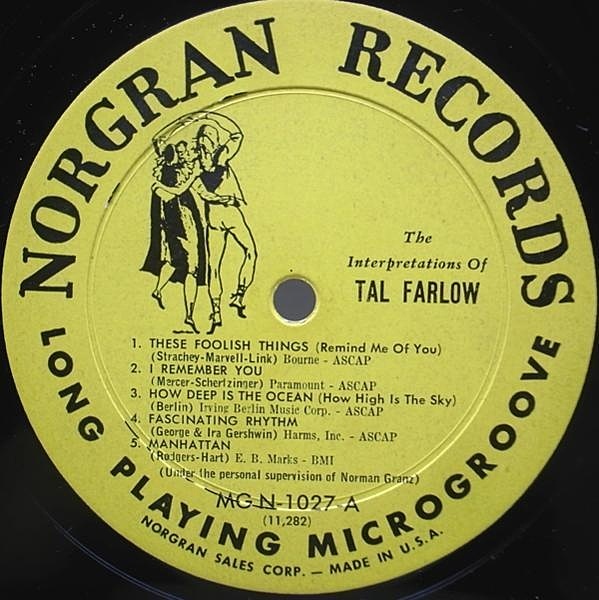 NORGRAN RECORDS
The
Interpretations Of
TAL FARLOW
1. THESE FOOLISH THINGS (Remind Me Of You)
(Strachey-Marvell-Link) Bourne - ASCAP
2. I REMEMBER YOU
(Mercer-Schertzinger) Paramount - ASCAP
3. HOW DEEP IS THE OCEAN (How High Is The Sky)
(Berlin) Irving Berlin Music Corp. - ASCAP
4. FASCINATING RHYTHM
(George & Ira Gershwin) Harms, Inc. - ASCAP
5. MANHATTAN
(Rodgers-Hart) E. B. Marks - BMI
(Under the personal supervision of Norman Granz)
MG N-1027 A
(11,282)
LONG PLAYING MICROGROOVE
NORGRAN SALES CORP. — MADE IN U.S.A.